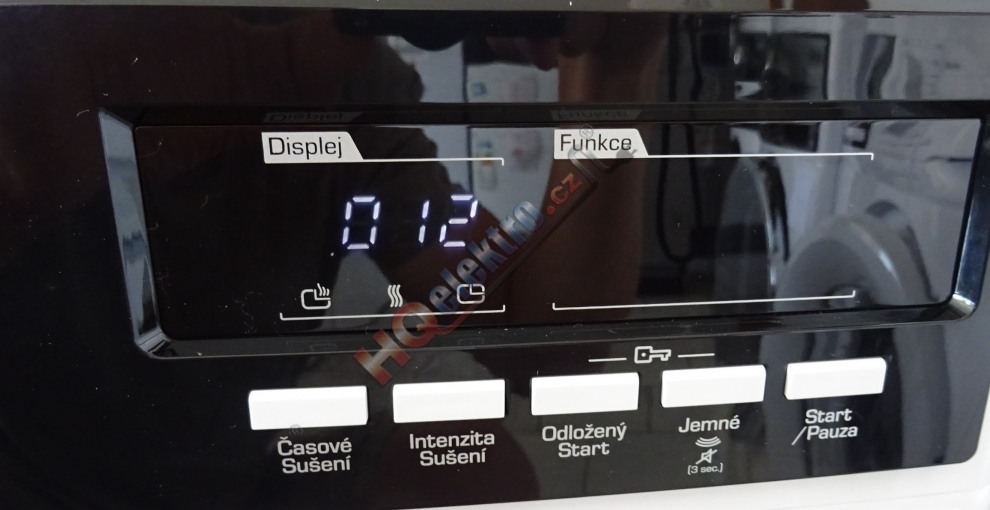 Displej
Funkce
012
HQelektro.cz
Časové
Sušení
Intenzita
Sušení
Odložený
Start
Jemné
(3 sec.)
Start
/Pauza